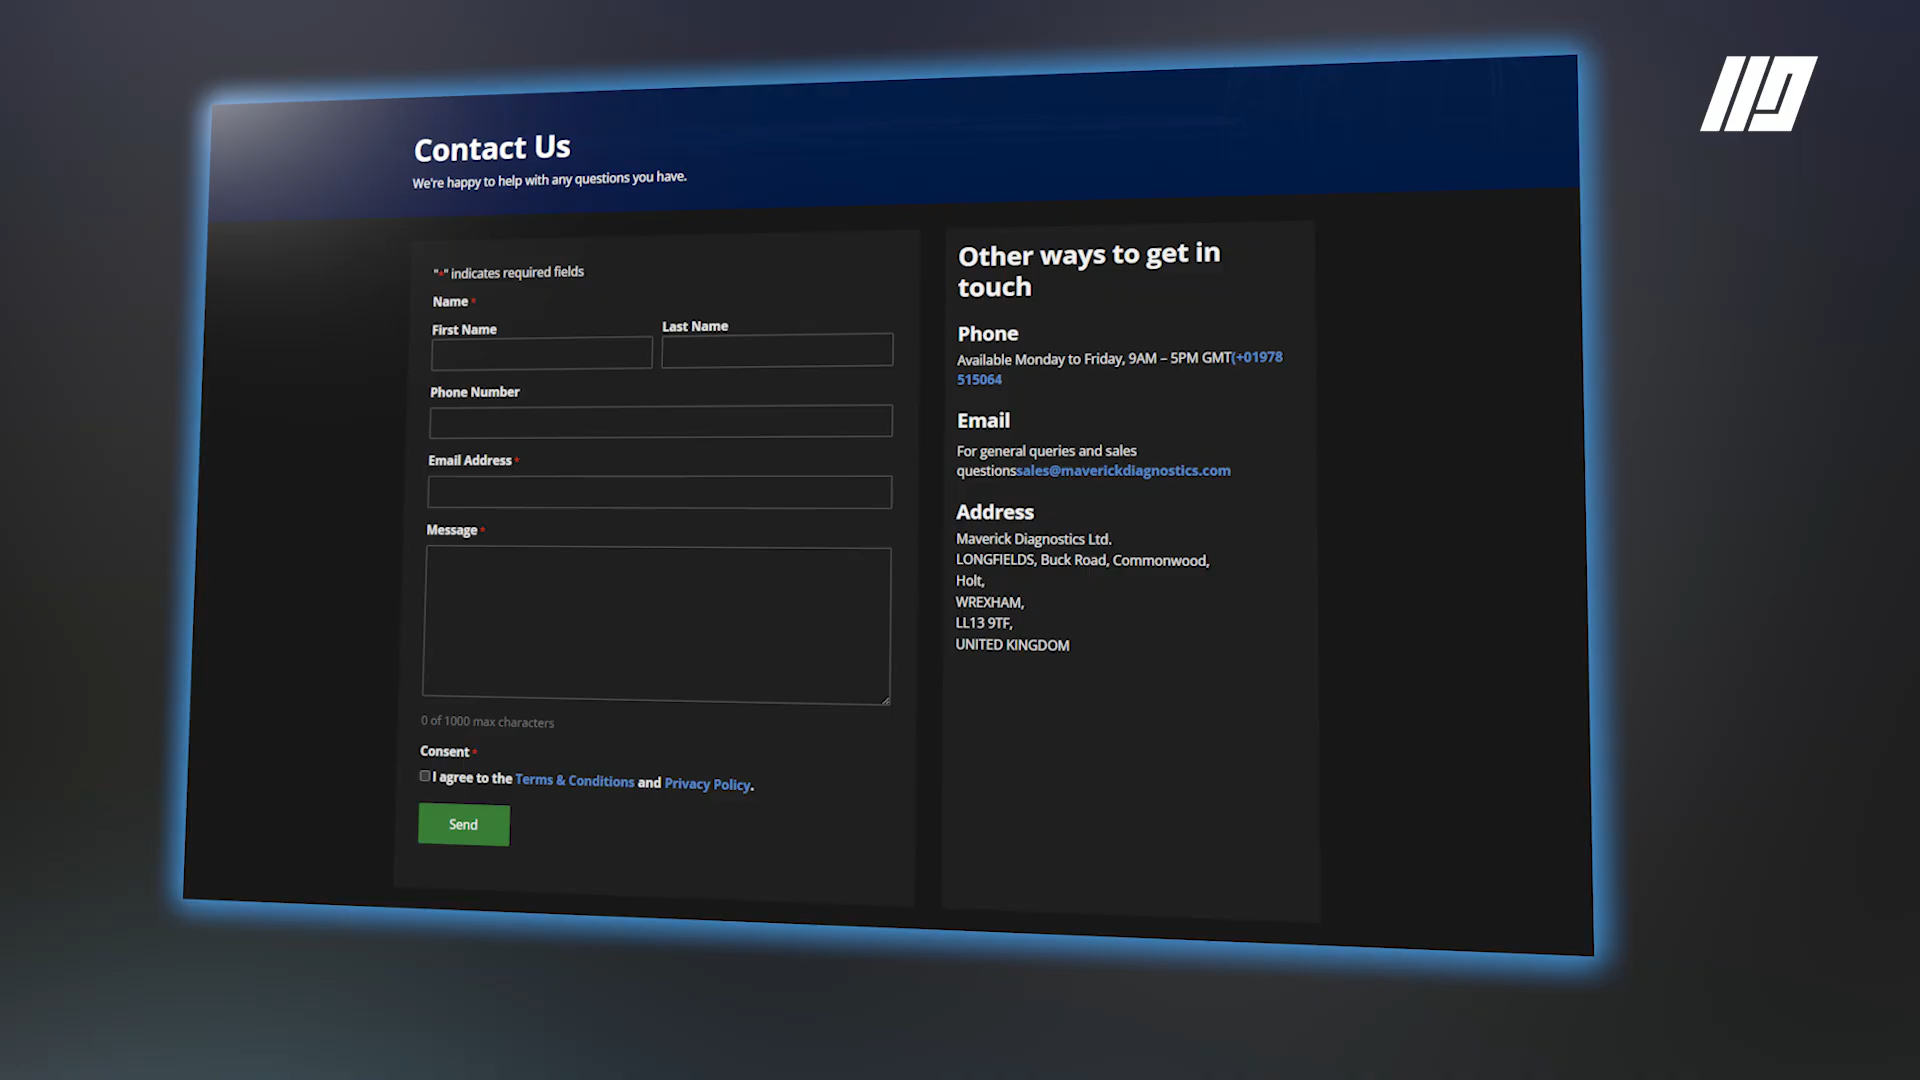 Contact Us
We're happy to help with any questions you have.
"*" indicates required fields
Name *
First Name
Last Name
Phone Number
Email Address *
Message *
0 of 1000 max characters
Consent *
I agree to the Terms & Conditions and Privacy Policy.
Send
Other ways to get in
touch
Phone
Available Monday to Friday, 9AM – 5PM GMT(+01978
515064
Email
For general queries and sales
questionssales@maverickdiagnostics.com
Address
Maverick Diagnostics Ltd.
LONGFIELDS, Buck Road, Commonwood,
Holt,
WREXHAM,
LL13 9TF,
UNITED KINGDOM